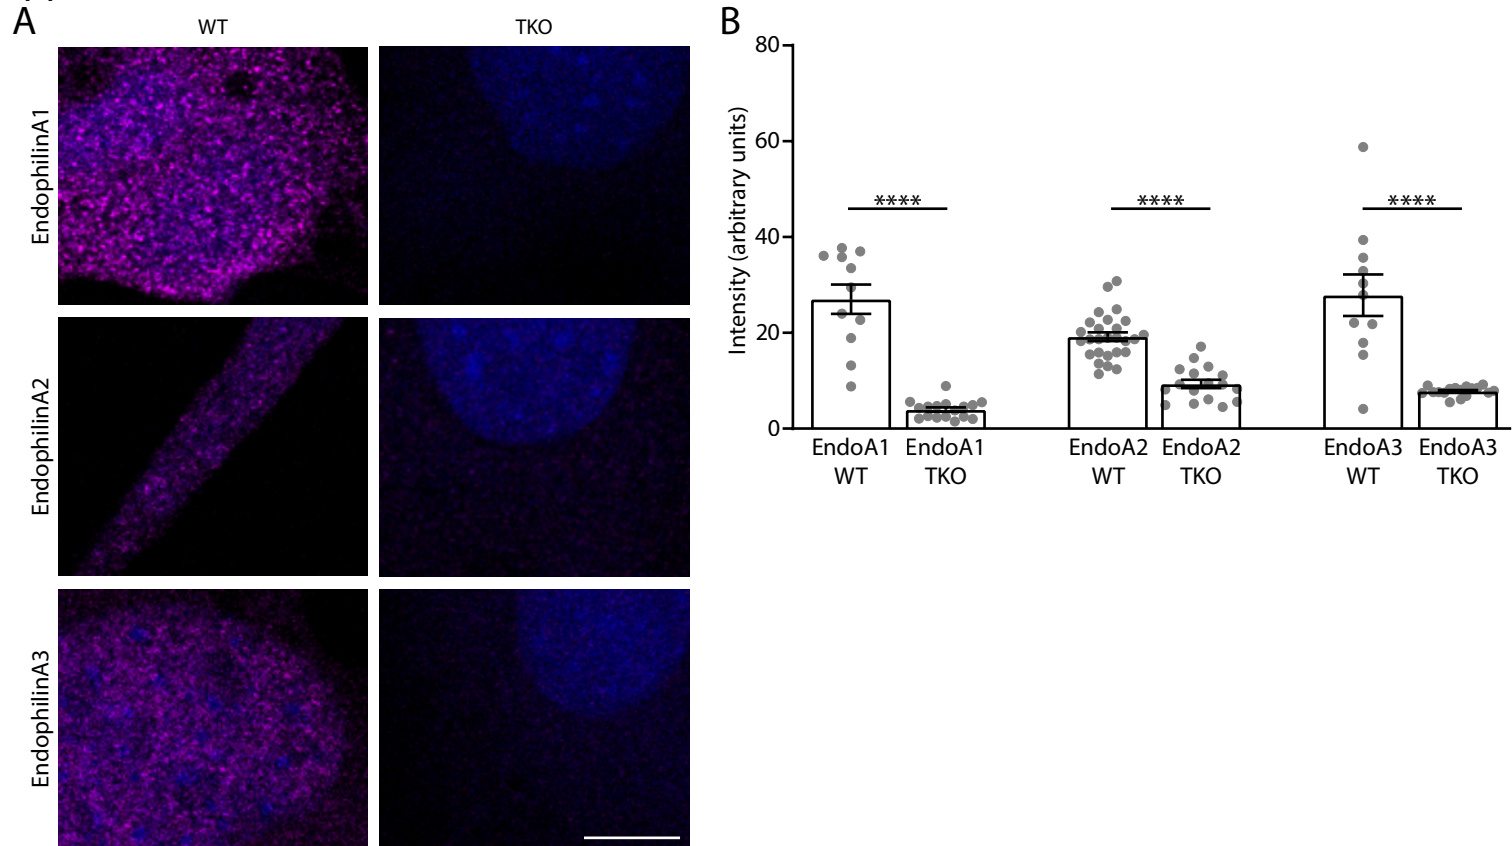 A
WT
TKO
EndophilinA1
EndophilinA2
EndophilinA3
B
Intensity (arbitrary units)
80
60
40
20
0
****
****
****
EndoA1 WT
EndoA1 TKO
EndoA2 WT
EndoA2 TKO
EndoA3 WT
EndoA3 TKO